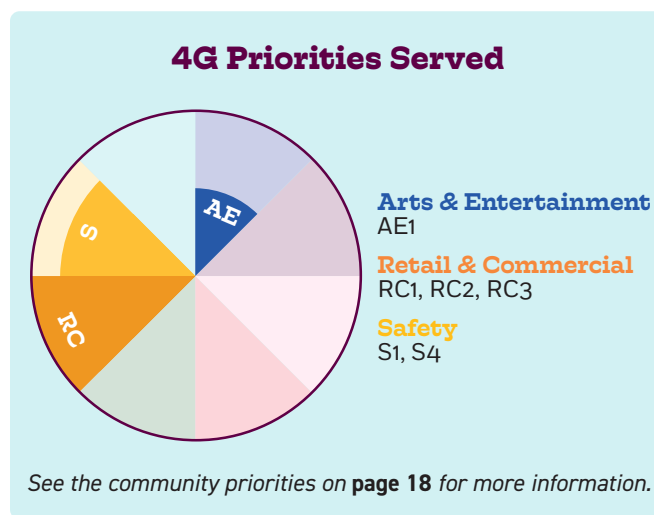 4G Priorities Served
AE
S
RC
Arts & Entertainment
AE1
Retail & Commercial
RC1, RC2, RC3
Safety
S1, S4
See the community priorities on page 18 for more information.